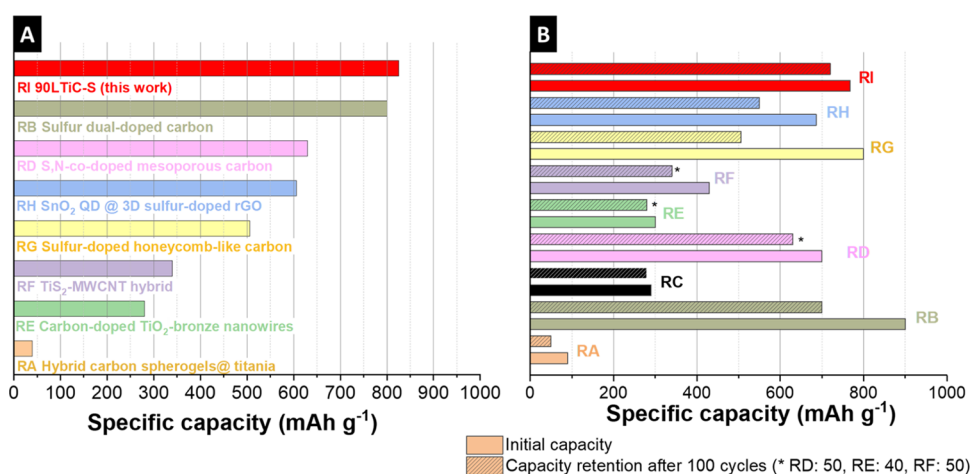 A
RI 90LTiC-S (this work)
RB Sulfur dual-doped carbon
RD S,N-co-doped mesoporous carbon
RH SnO₂ QD @ 3D sulfur-doped rGO
RG Sulfur-doped honeycomb-like carbon
RF TiS₂-MWCNT hybrid
RE Carbon-doped TiO₂-bronze nanowires
RA Hybrid carbon spherogels@ titania
0 100 200 300 400 500 600 700 800 900 1000
Specific capacity (mAh g⁻¹)
B
RI
RH
RG
* RF
* RE
* RD
RC
RB
RA
0 200 400 600 800 1000
Specific capacity (mAh g⁻¹)
Initial capacity
Capacity retention after 100 cycles (* RD: 50, RE: 40, RF: 50)